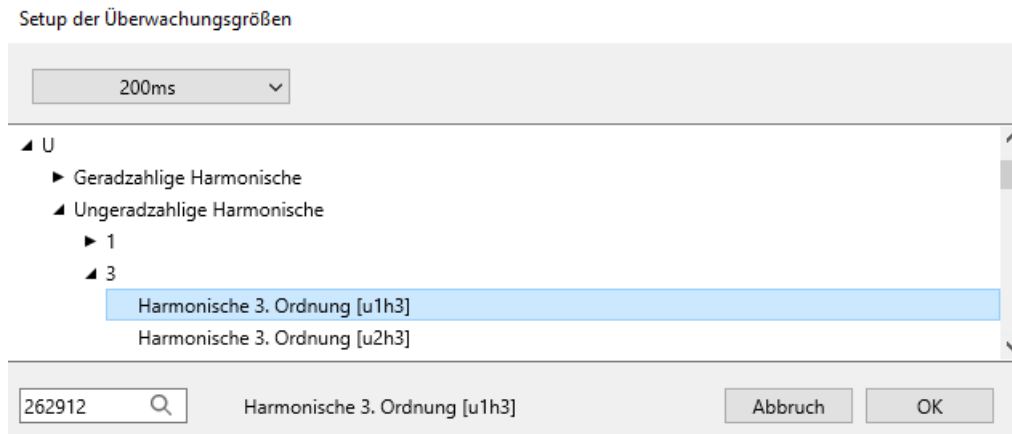 Setup der Überwachungsgrößen
200ms
U
Geradzahlige Harmonische
Ungeradzahlige Harmonische
1
3
Harmonische 3. Ordnung [u1h3]
Harmonische 3. Ordnung [u2h3]
262912 Harmonische 3. Ordnung [u1h3] Abbruch OK